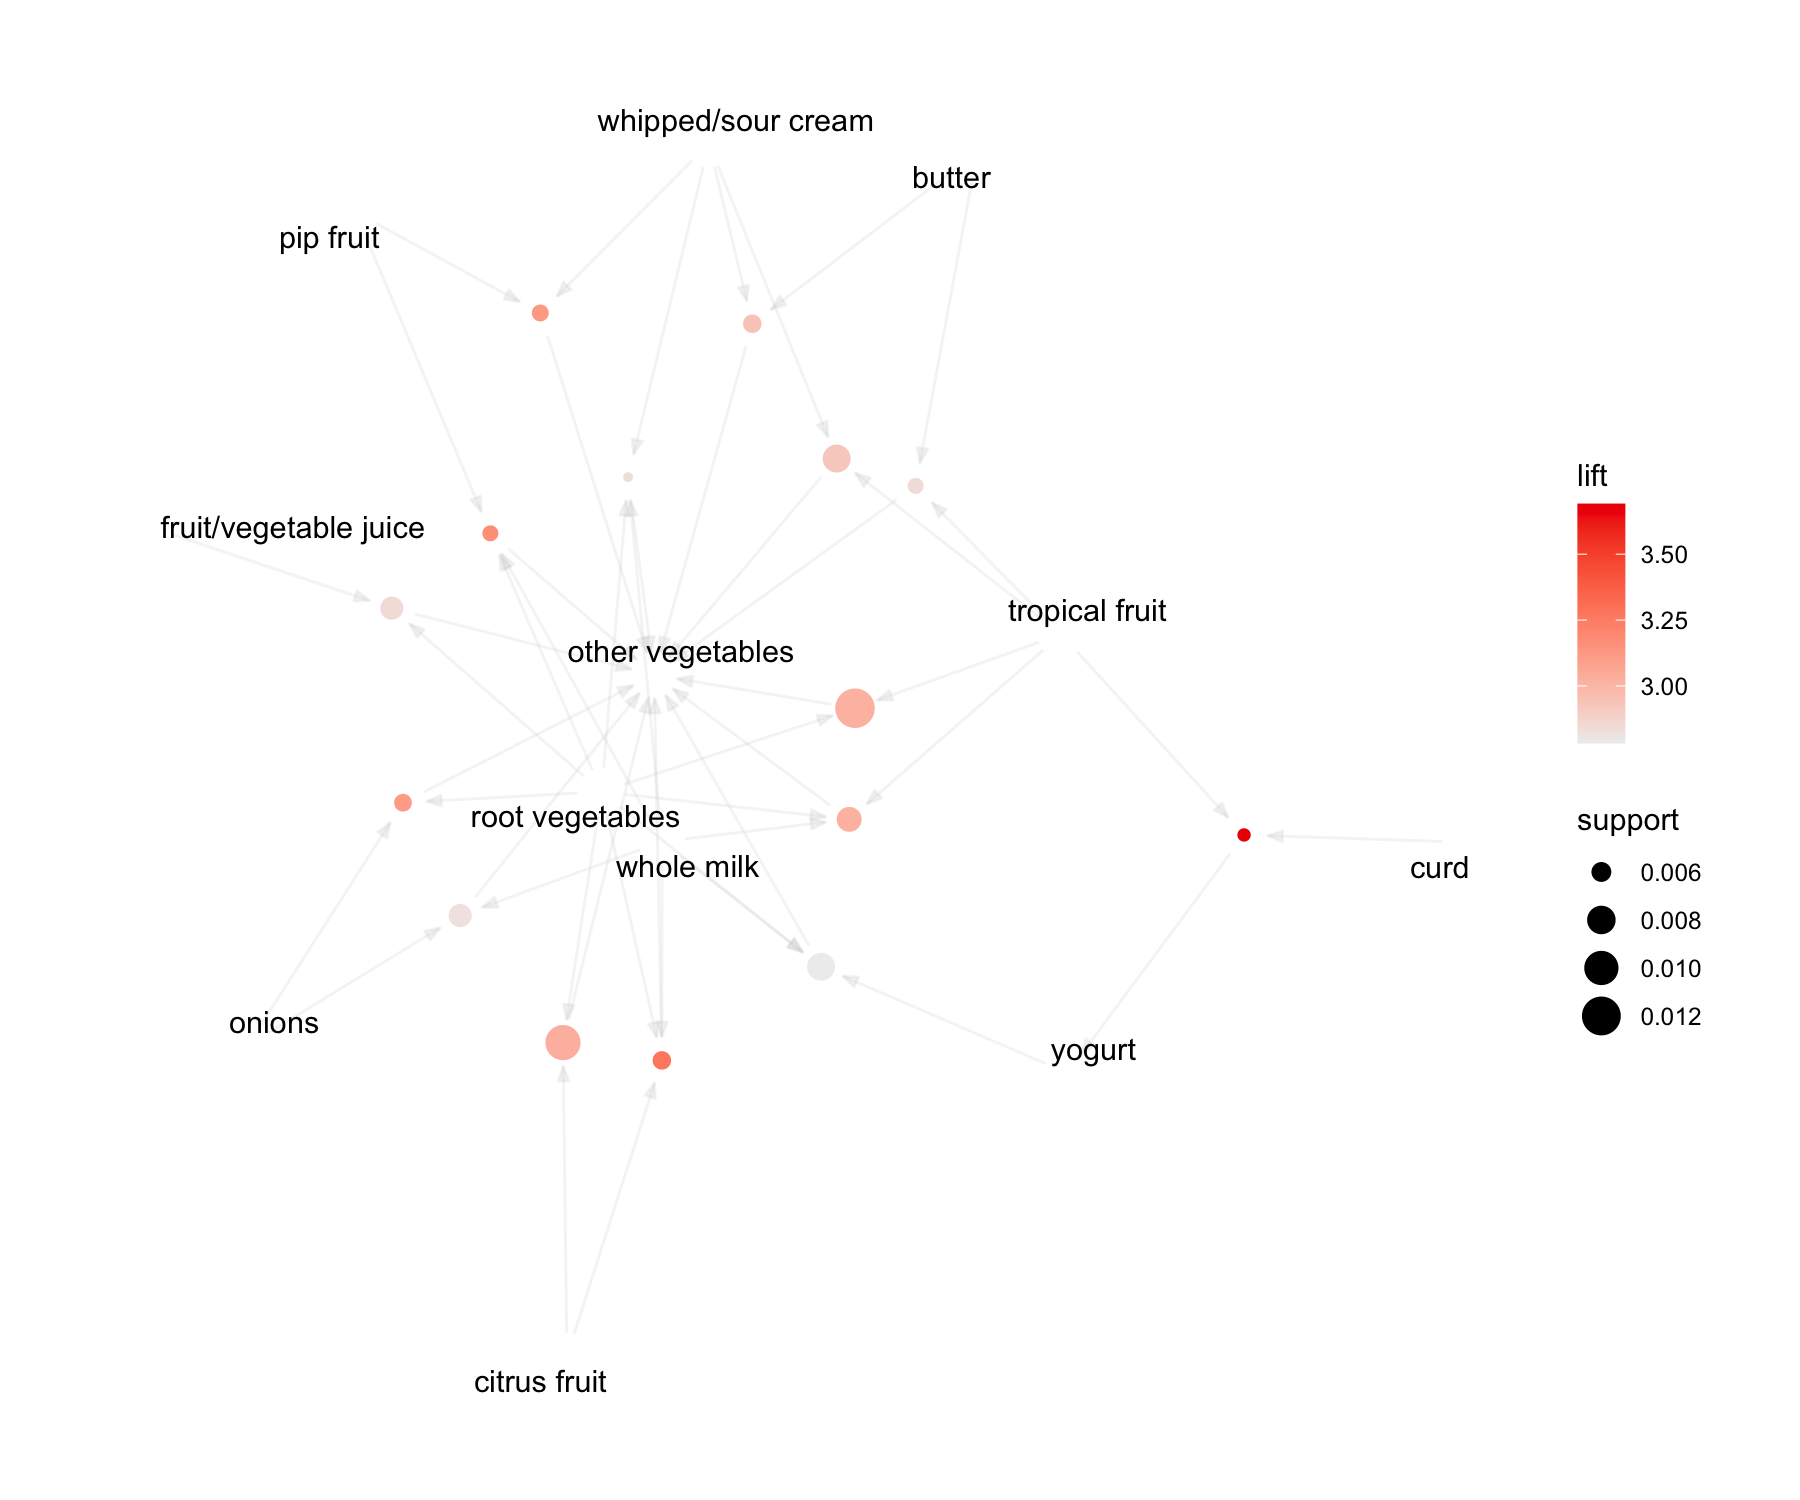 whipped/sour cream
butter
pip fruit
fruit/vegetable juice
other vegetables
tropical fruit
root vegetables
whole milk
curd
onions
yogurt
citrus fruit
lift
3.50
3.25
3.00
support
0.006
0.008
0.010
0.012